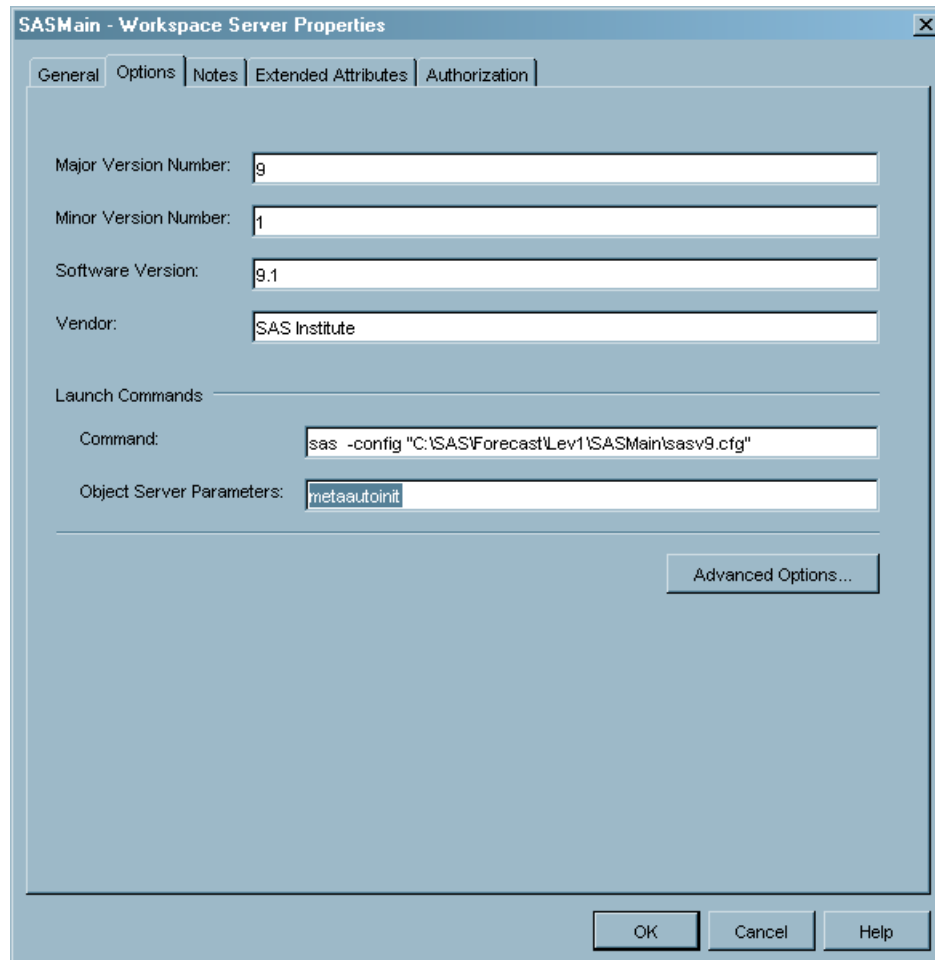 SASMain - Workspace Server Properties
General Options Notes Extended Attributes Authorization
Major Version Number: 9
Minor Version Number: 1
Software Version: 9.1
Vendor: SAS Institute
Launch Commands
Command: sas -config "C:\SAS\Forecast\Lev1\SASMain\sasv9.cfg"
Object Server Parameters: metaautoinit
Advanced Options...
OK Cancel Help